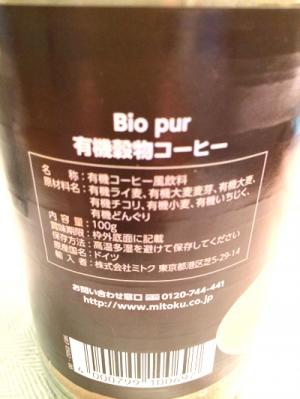 Bio pur
有機穀物コーヒー
名　　称：有機コーヒー風飲料
原材料名：有機ライ麦、有機大麦麦芽、有機大麦、
有機チコリ、有機小麦、有機いちじく、
有機どんぐり
内 容 量：100g
賞味期限：枠外底面に記載
保存方法：高温多湿を避けて保存してください
原産国名：ドイツ
輸 入 者：株式会社ミトク 東京都港区芝5-29-14
お問い合わせ窓口 0120-744-441
http://www.mitoku.co.jp